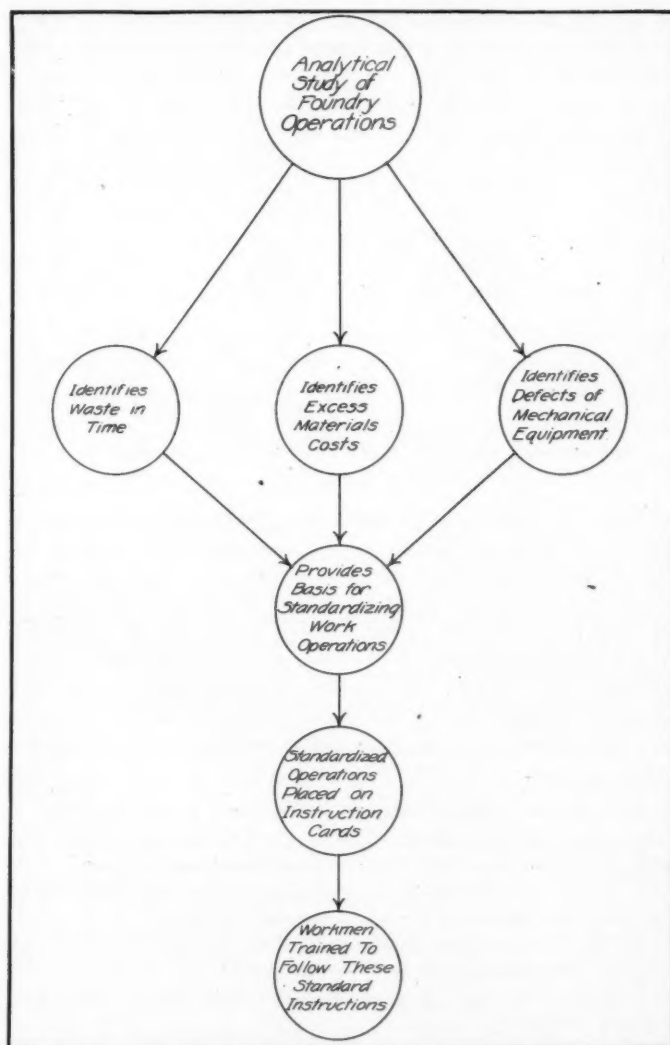 Analytical
Study of
Foundry
Operations
Identifies
Waste in
Time
Identifies
Excess
Materials
Costs
Identifies
Defects of
Mechanical
Equipment
Provides
Basis for
Standardizing
Work
Operations
Standardized
Operations
Placed on
Instruction
Cards
Workmen
Trained To
Follow These
Standard
Instructions